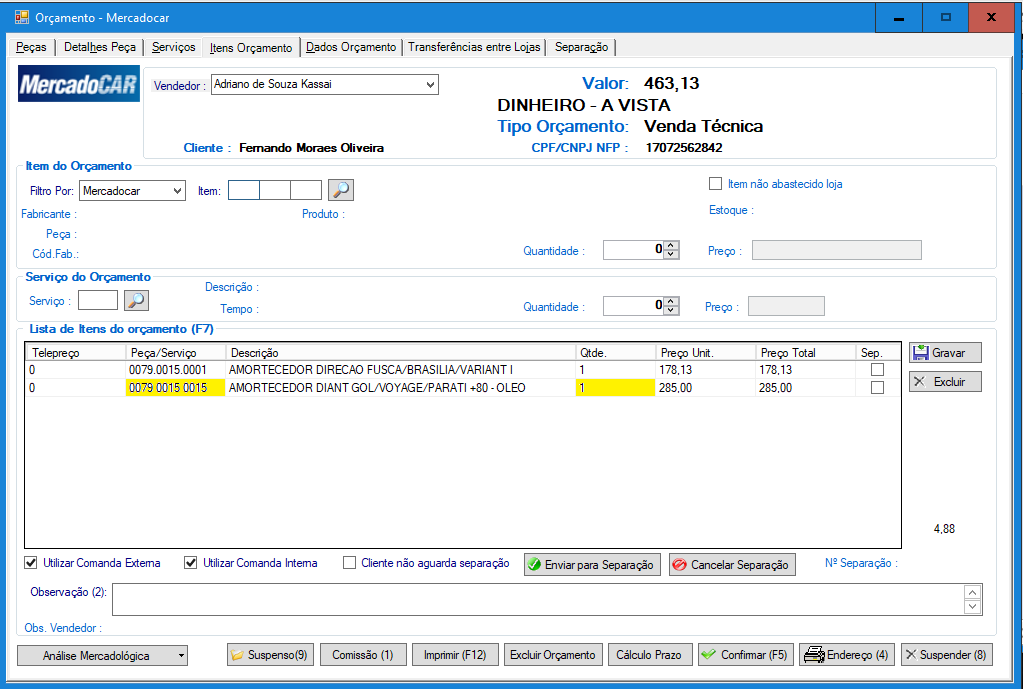 Orçamento - Mercadocar
Peças Detalhes Peça Serviços Itens Orçamento Dados Orçamento Transferências entre Lojas Separação
MercadoCAR
Vendedor : Adriano de Souza Kassai
Valor: 463,13
DINHEIRO - A VISTA
Tipo Orçamento: Venda Técnica
Cliente : Fernando Moraes Oliveira
CPF/CNPJ NFP : 17072562842
Item do Orçamento
Filtro Por: Mercadocar Item:
Item não abastecido loja
Fabricante : Produto : Estoque :
Peça :
Cód.Fab.: Quantidade : 0 Preço :
Serviço do Orçamento
Serviço : Descrição :
Tempo : Quantidade : 0 Preço :
Lista de Itens do orçamento (F7)
Telepreço Peça/Serviço Descrição Qtde. Preço Unit. Preço Total Sep.
0 0079.0015.0001 AMORTECEDOR DIRECAO FUSCA/BRASILIA/VARIANT I 1 178,13 178,13
0 0079.0015.0015 AMORTECEDOR DIANT GOL/VOYAGE/PARATI +80 - OLEO 1 285,00 285,00
Gravar
Excluir
4,88
Utilizar Comanda Externa Utilizar Comanda Interna Cliente não aguarda separação Enviar para Separação Cancelar Separação Nº Separação :
Observação (2):
Obs. Vendedor :
Análise Mercadológica Suspenso(9) Comissão (1) Imprimir (F12) Excluir Orçamento Cálculo Prazo Confirmar (F5) Endereço (4) Suspender (8)